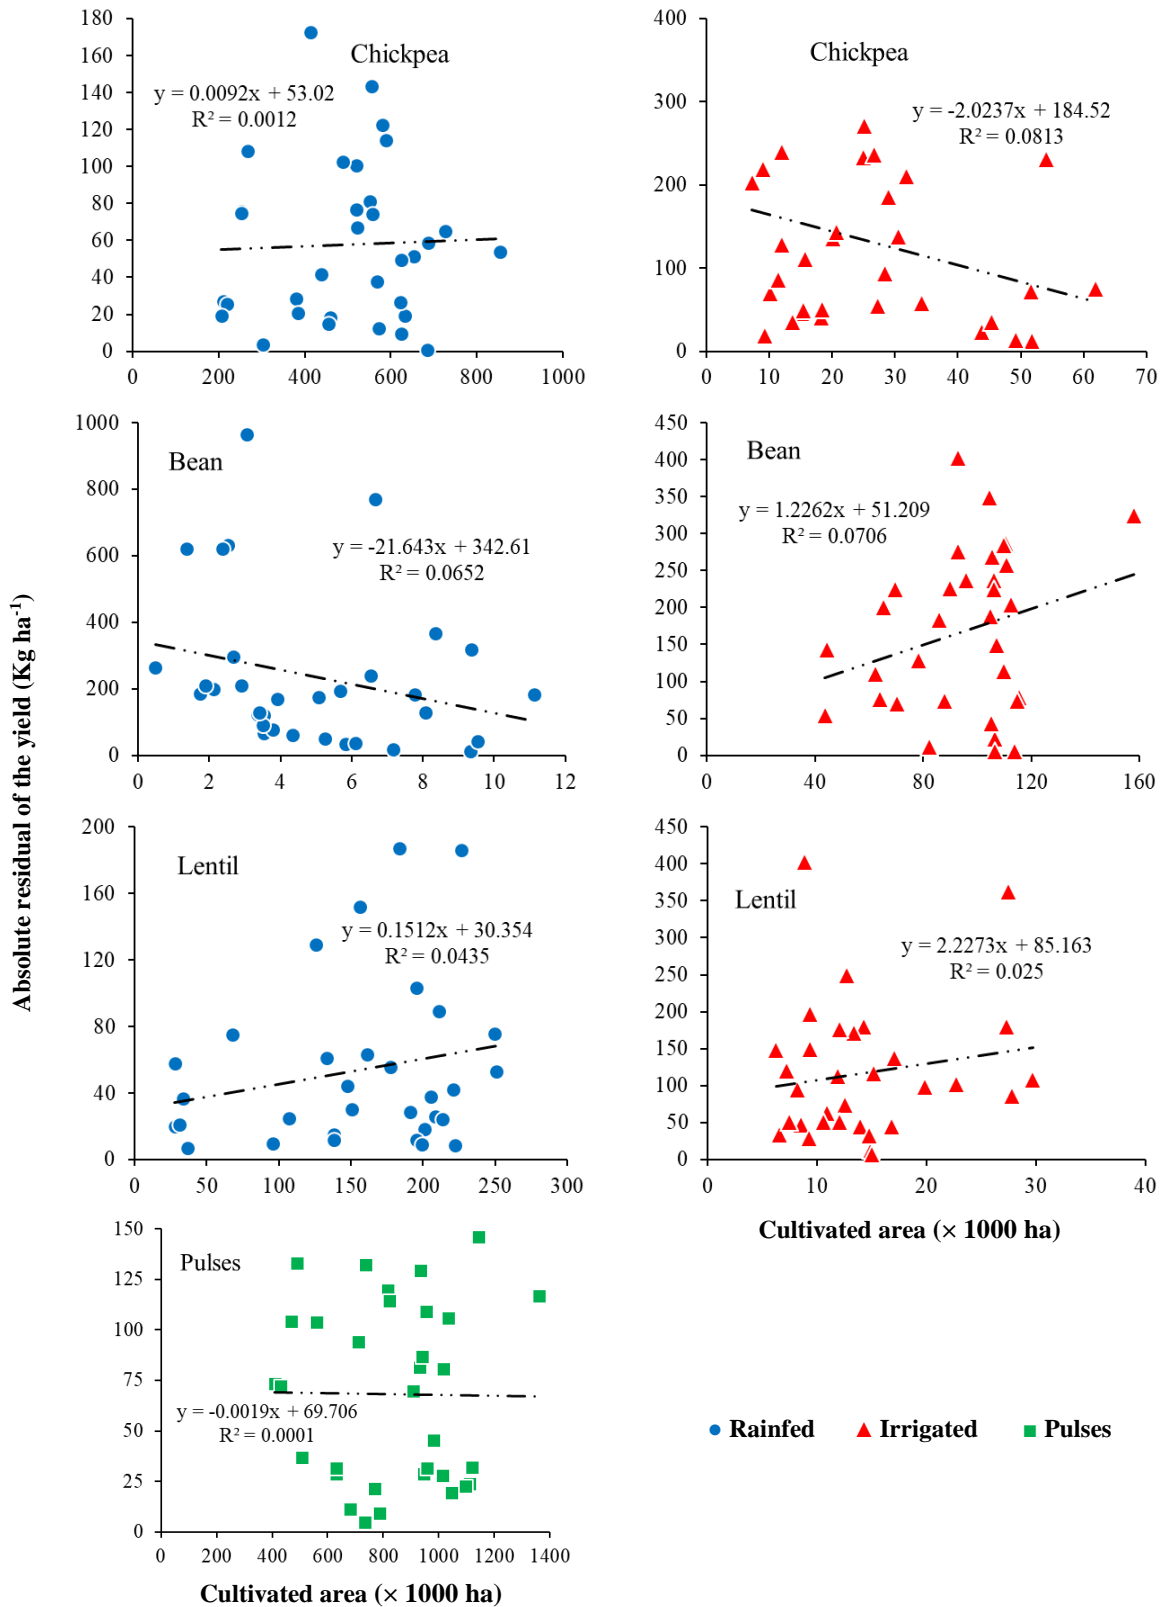 Absolute residual of the yield (Kg ha⁻¹)
180
160
140
120
100
80
60
40
20
0
Chickpea
y = 0.0092x + 53.02
R² = 0.0012
0 200 400 600 800 1000
400
300
200
100
0
Chickpea
y = -2.0237x + 184.52
R² = 0.0813
0 10 20 30 40 50 60 70
1000
800
600
400
200
0
Bean
y = -21.643x + 342.61
R² = 0.0652
0 2 4 6 8 10 12
450
400
350
300
250
200
150
100
50
0
Bean
y = 1.2262x + 51.209
R² = 0.0706
0 40 80 120 160
200
160
120
80
40
0
Lentil
y = 0.1512x + 30.354
R² = 0.0435
0 50 100 150 200 250 300
450
400
350
300
250
200
150
100
50
0
Lentil
y = 2.2273x + 85.163
R² = 0.025
0 10 20 30 40
Cultivated area (× 1000 ha)
150
125
100
75
50
25
0
Pulses
y = -0.0019x + 69.706
R² = 0.0001
0 200 400 600 800 1000 1200 1400
Cultivated area (× 1000 ha)
Rainfed Irrigated Pulses